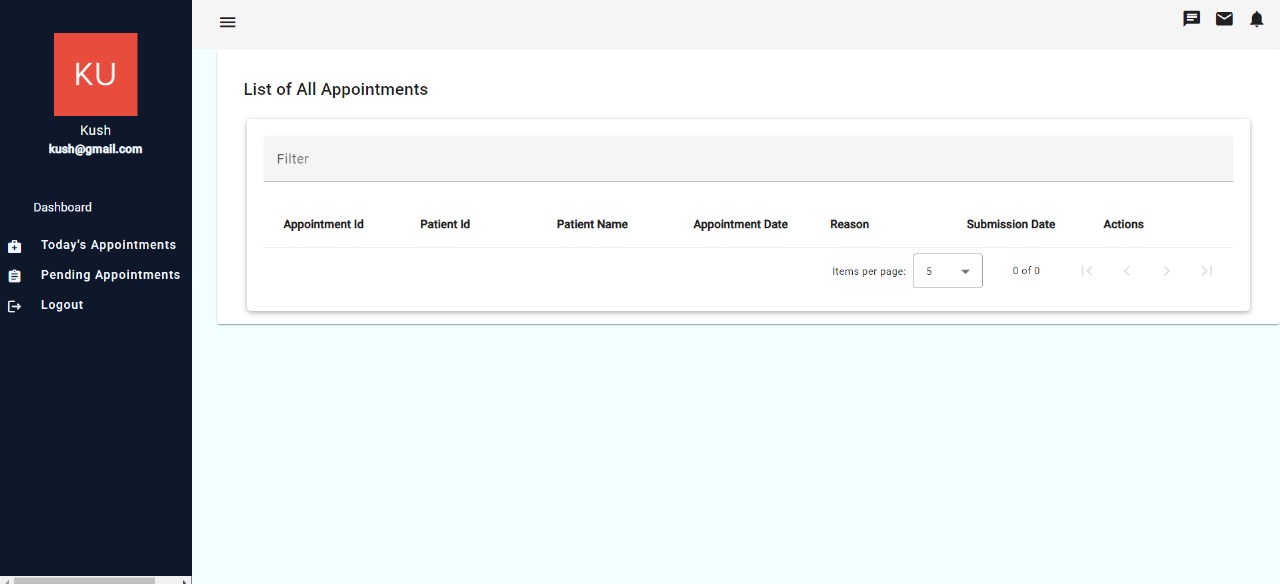 KU
Kush
kush@gmail.com
Dashboard
Today's Appointments
Pending Appointments
Logout
List of All Appointments
Filter
Appointment Id Patient Id Patient Name Appointment Date Reason Submission Date Actions
Items per page: 5 0 of 0